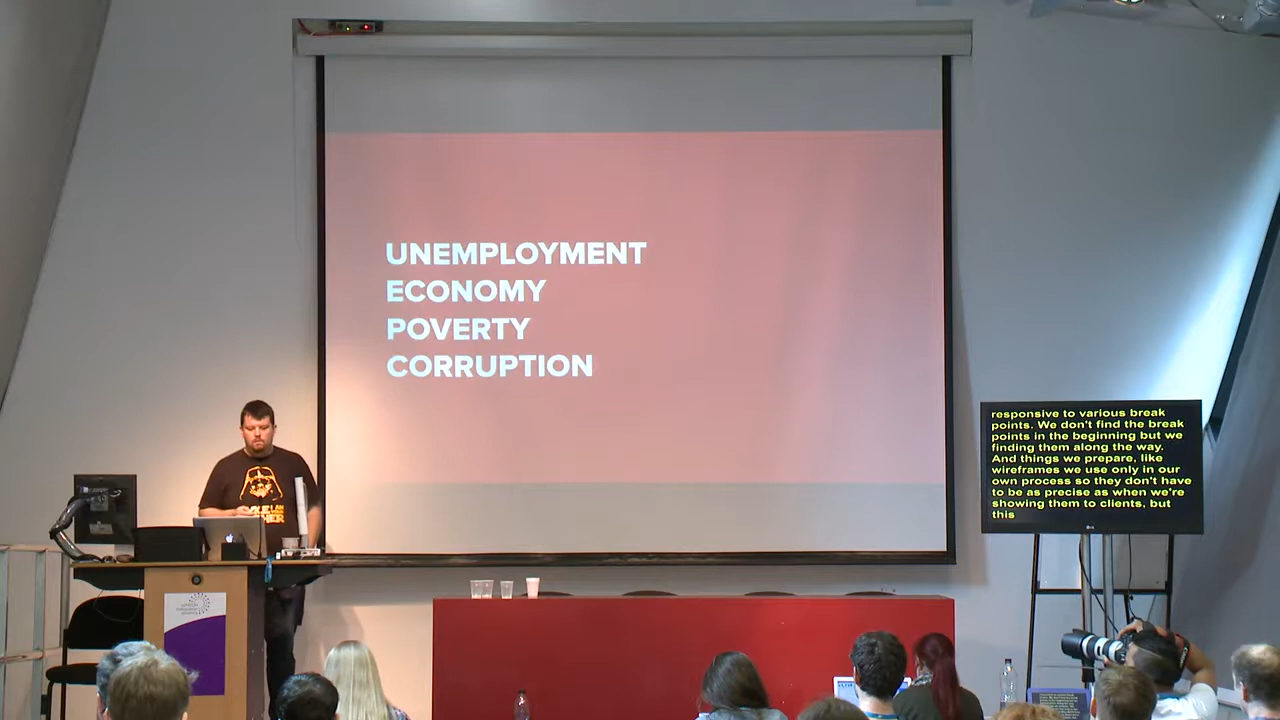 UNEMPLOYMENT
ECONOMY
POVERTY
CORRUPTION
responsive to various break
points. We don't find the break
points in the beginning but we
finding them along the way.
And things we prepare, like
wireframes we use only in our
own process so they don't have
to be as precise as when we're
showing them to clients, but
this
LG